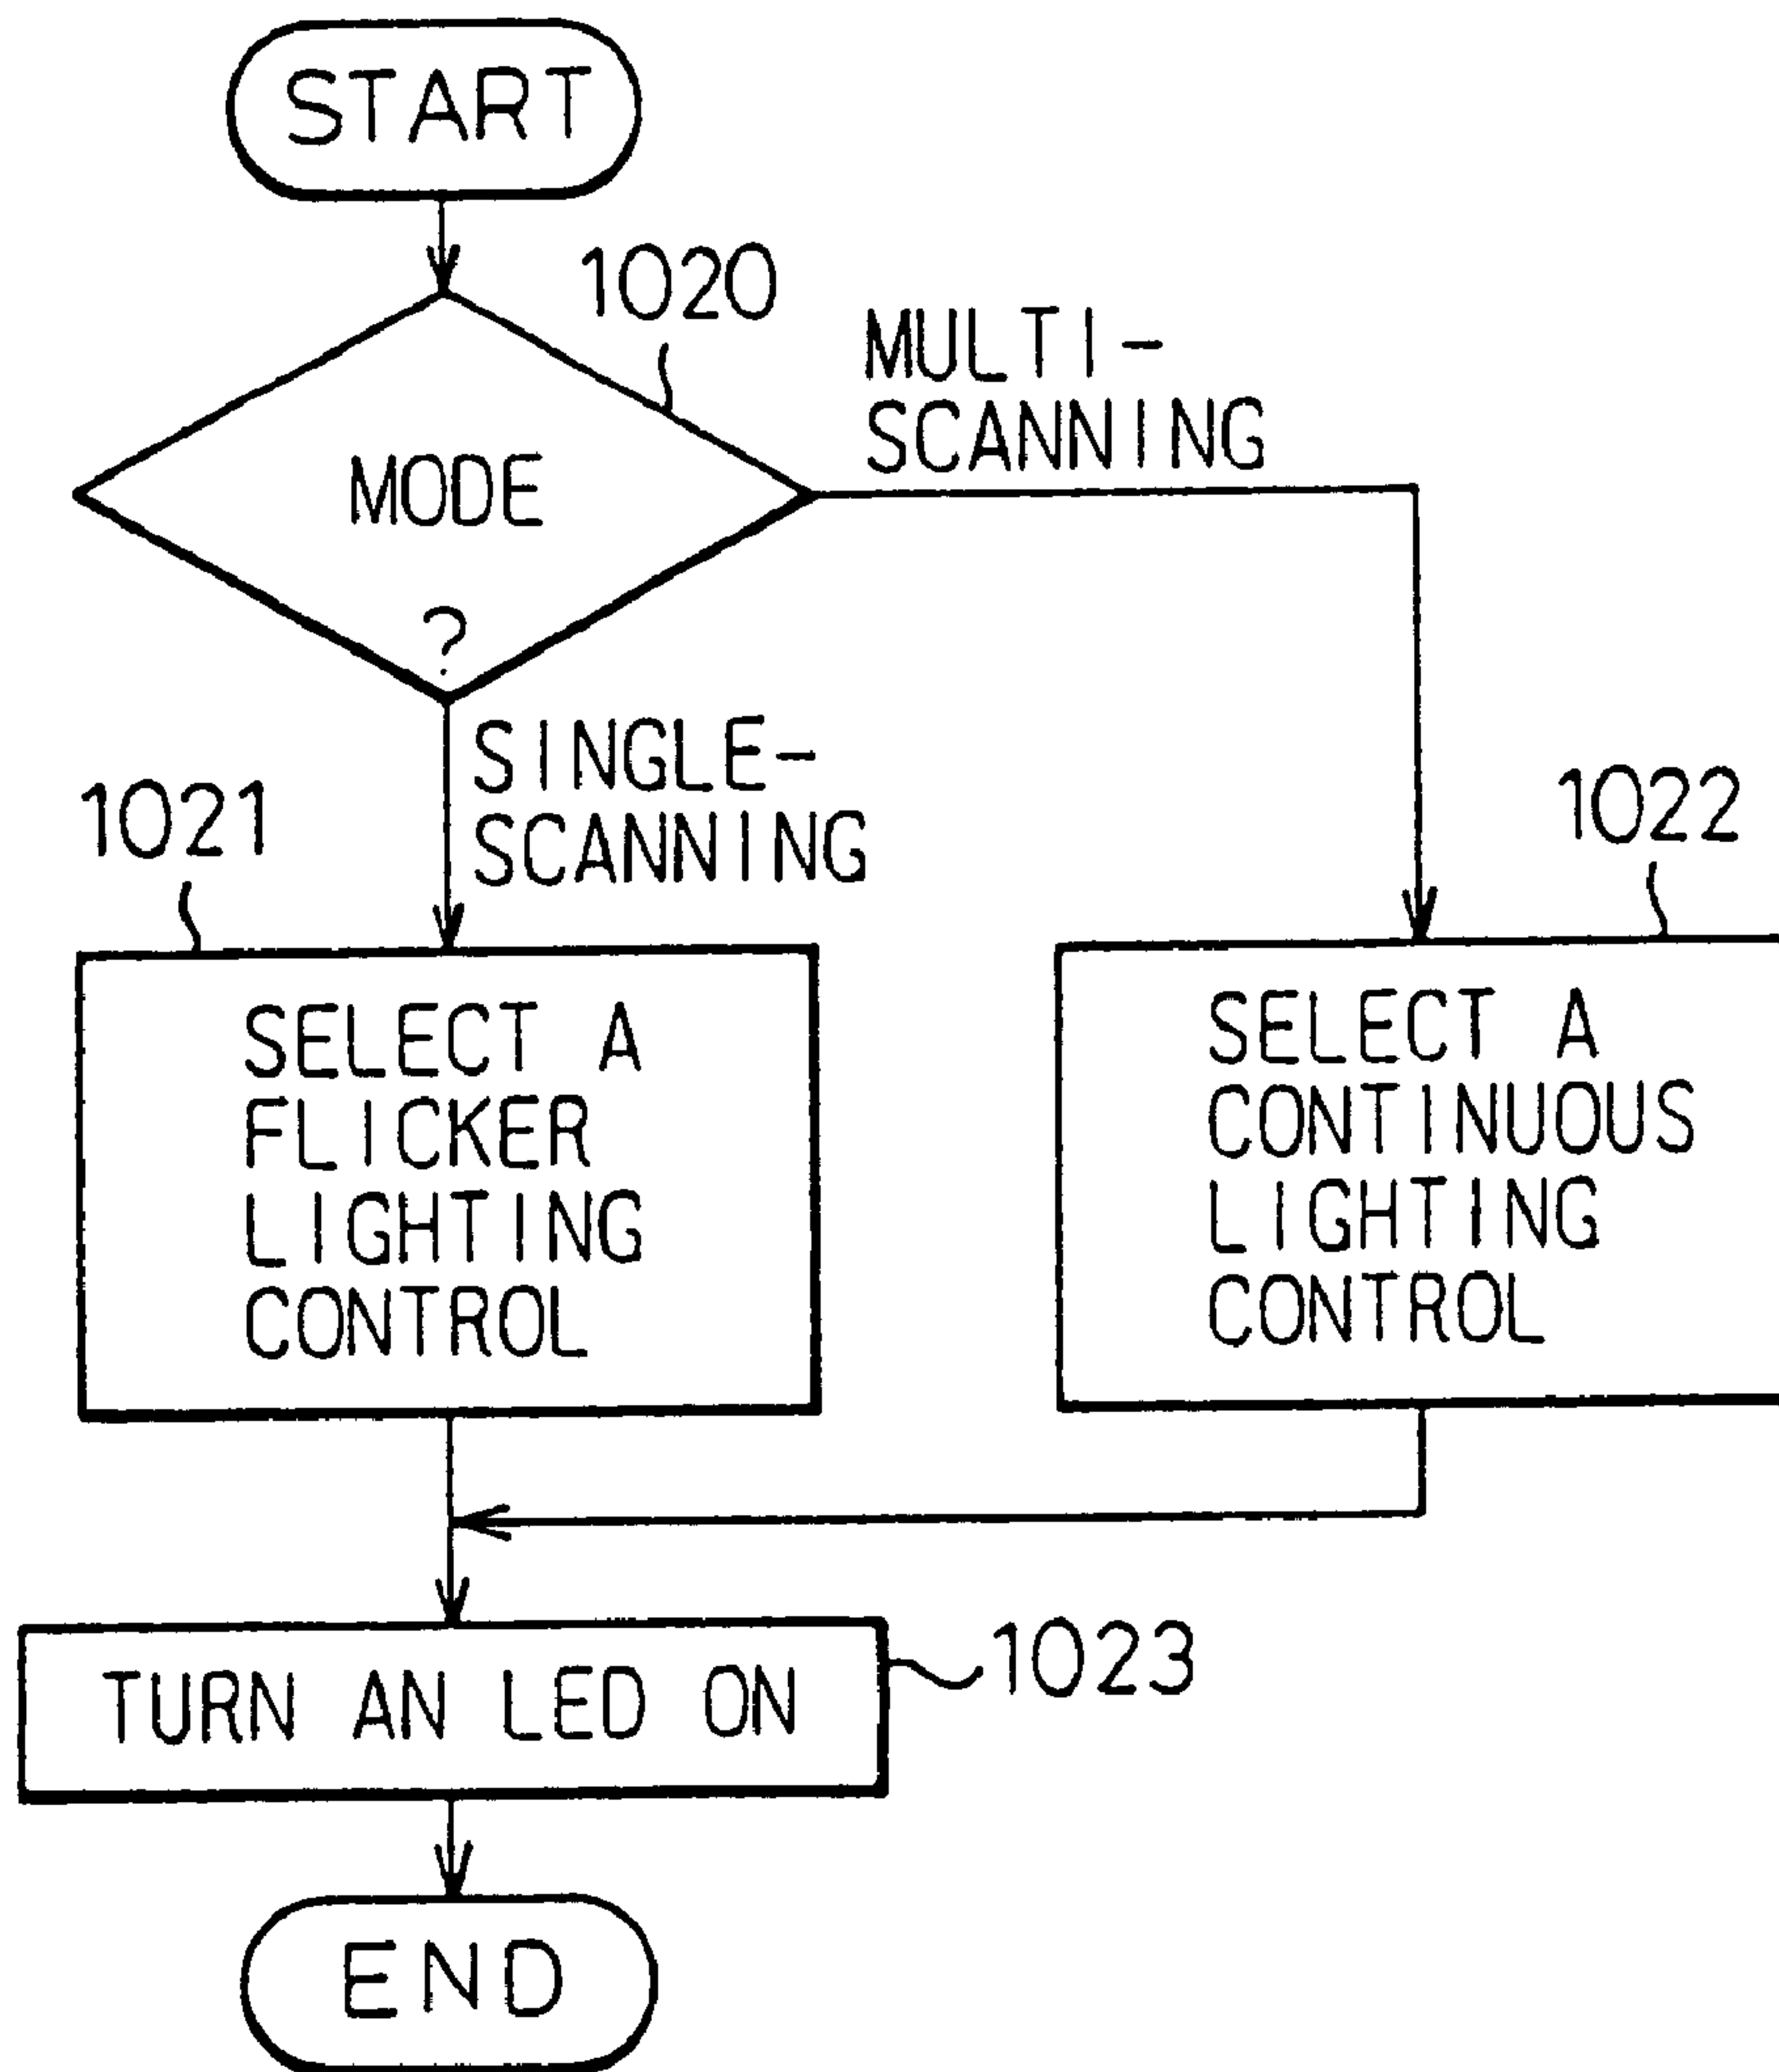 START
1020
MULTI-
SCANNING
MODE
?
SINGLE-
SCANNING
1021
1022
SELECT A
FLICKER
LIGHTING
CONTROL
SELECT A
CONTINUOUS
LIGHTING
CONTROL
TURN AN LED ON
1023
END